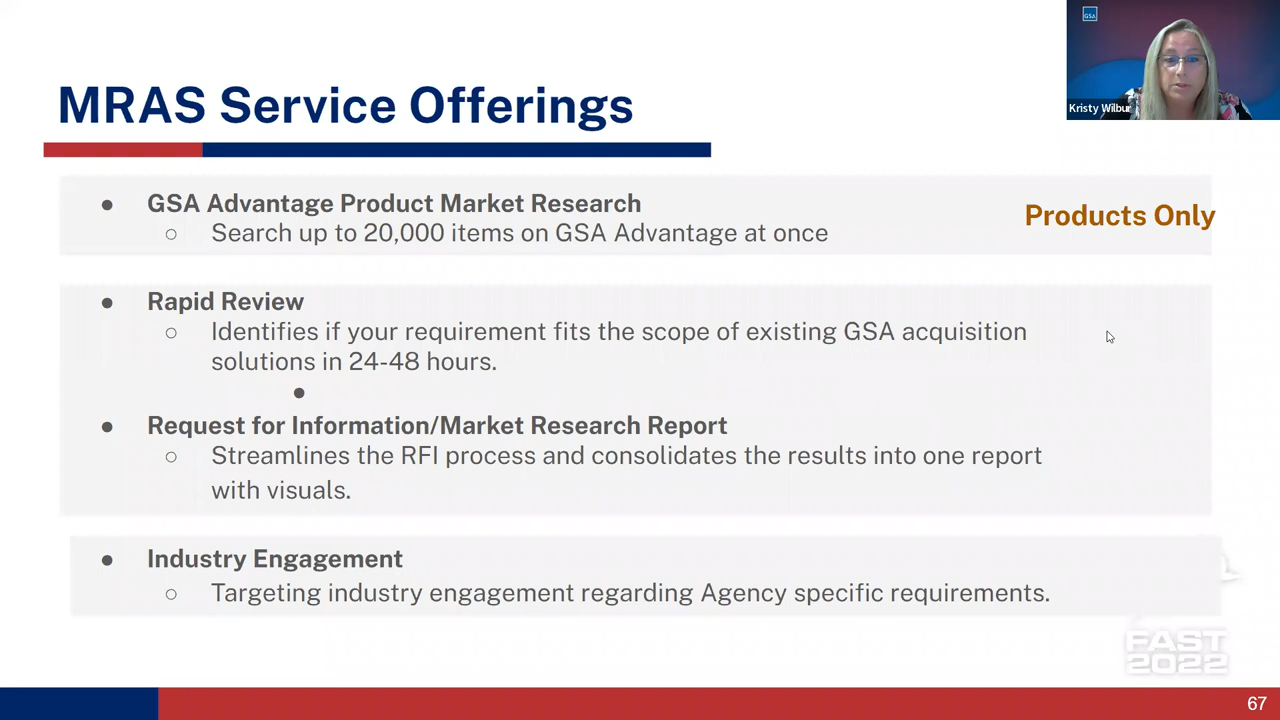 GSA
Kristy Wilbur
MRAS Service Offerings
● GSA Advantage Product Market Research
○ Search up to 20,000 items on GSA Advantage at once
Products Only
● Rapid Review
○ Identifies if your requirement fits the scope of existing GSA acquisition
solutions in 24-48 hours.
●
● Request for Information/Market Research Report
○ Streamlines the RFI process and consolidates the results into one report
with visuals.
● Industry Engagement
○ Targeting industry engagement regarding Agency specific requirements.
FAST
2022
67